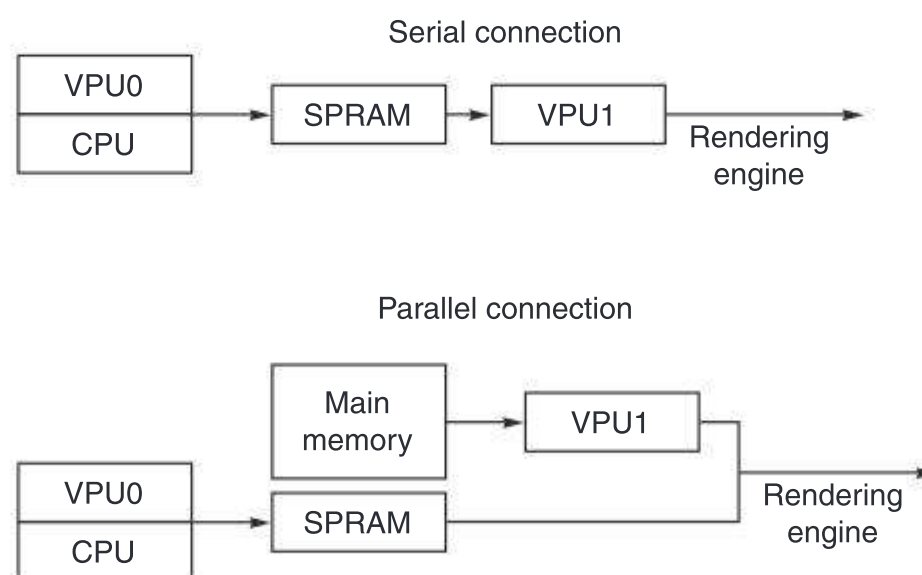 Serial connection
VPU0
CPU
SPRAM
VPU1
Rendering
engine
Parallel connection
Main
memory
VPU1
VPU0
CPU
SPRAM
Rendering
engine